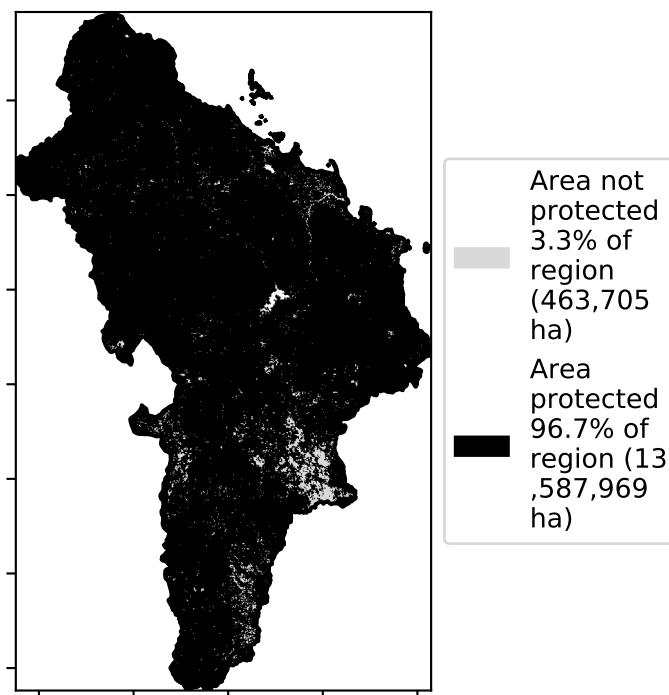 Area not
protected
3.3% of
region
(463,705
ha)
Area
protected
96.7% of
region (13
,587,969
ha)